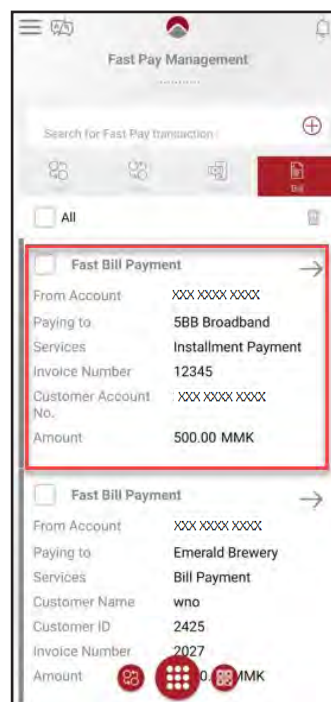 Fast Pay Management
Search for Fast Pay transaction
Bill
All
Fast Bill Payment
From Account XXX XXXX XXXX
Paying to 5BB Broadband
Services Installment Payment
Invoice Number 12345
Customer Account No. XXX XXXX XXXX
Amount 500.00 MMK
Fast Bill Payment
From Account XXX XXXX XXXX
Paying to Emerald Brewery
Services Bill Payment
Customer Name wno
Customer ID 2425
Invoice Number 2027
Amount MMK